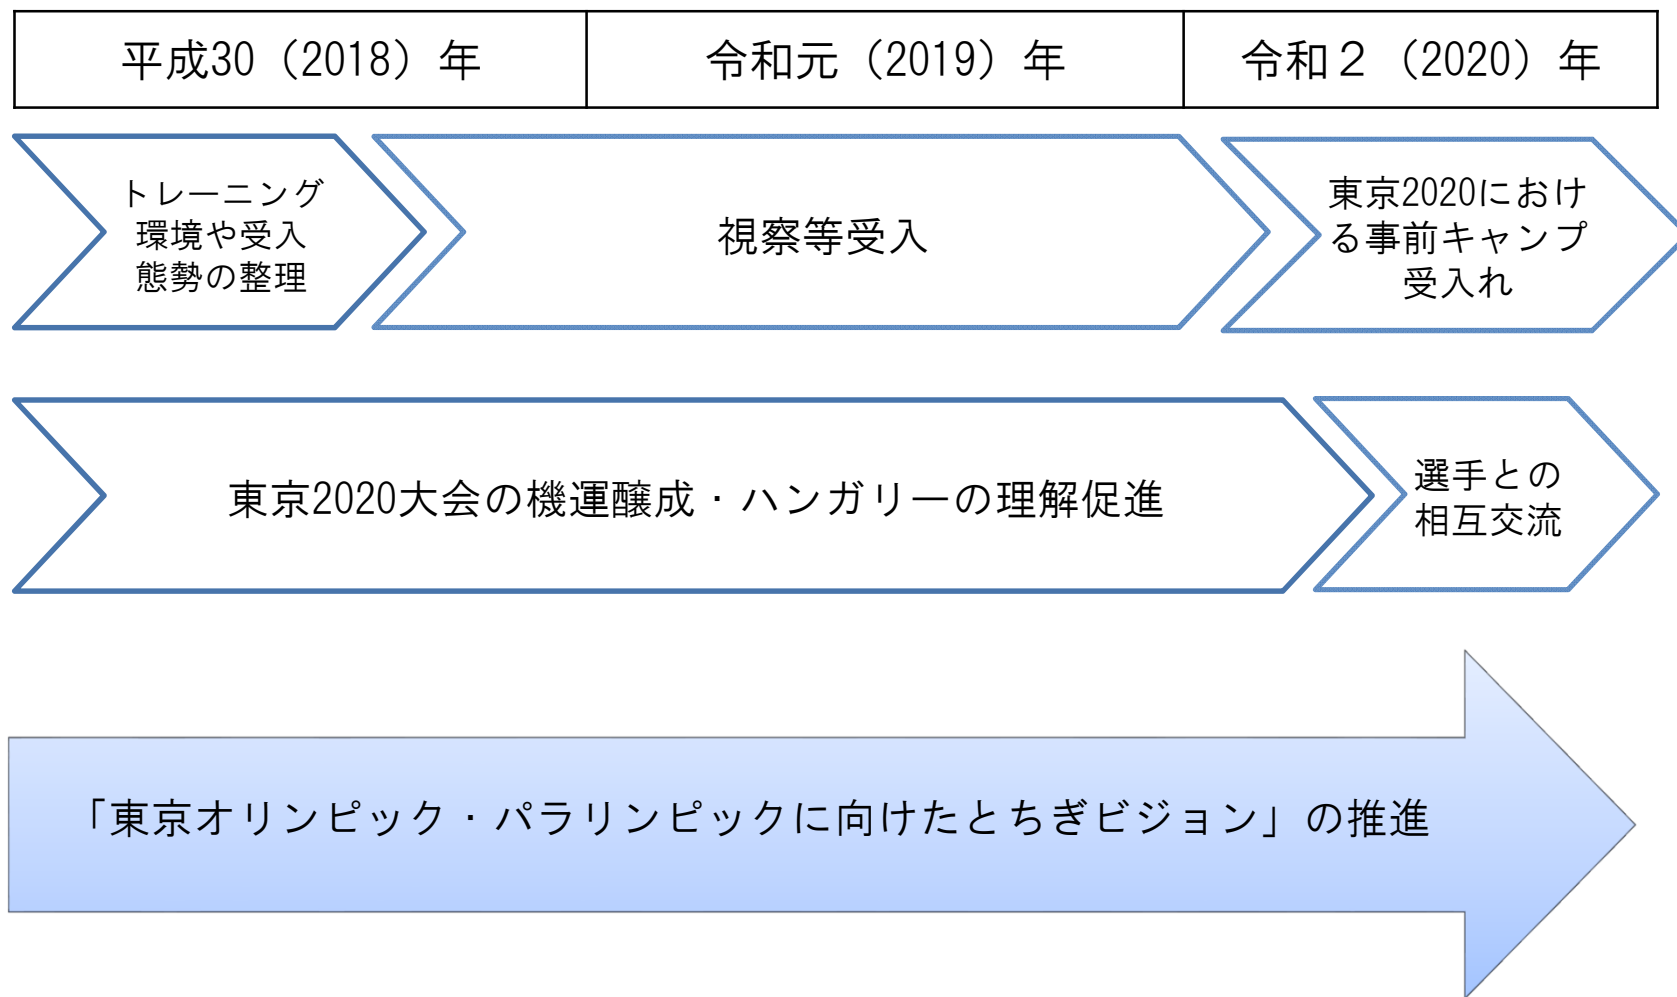 平成30（2018）年
令和元（2019）年
令和２（2020）年
トレーニング
環境や受入
態勢の整理
視察等受入
東京2020におけ
る事前キャンプ
受入れ
東京2020大会の機運醸成・ハンガリーの理解促進
選手との
相互交流
「東京オリンピック・パラリンピックに向けたとちぎビジョン」の推進